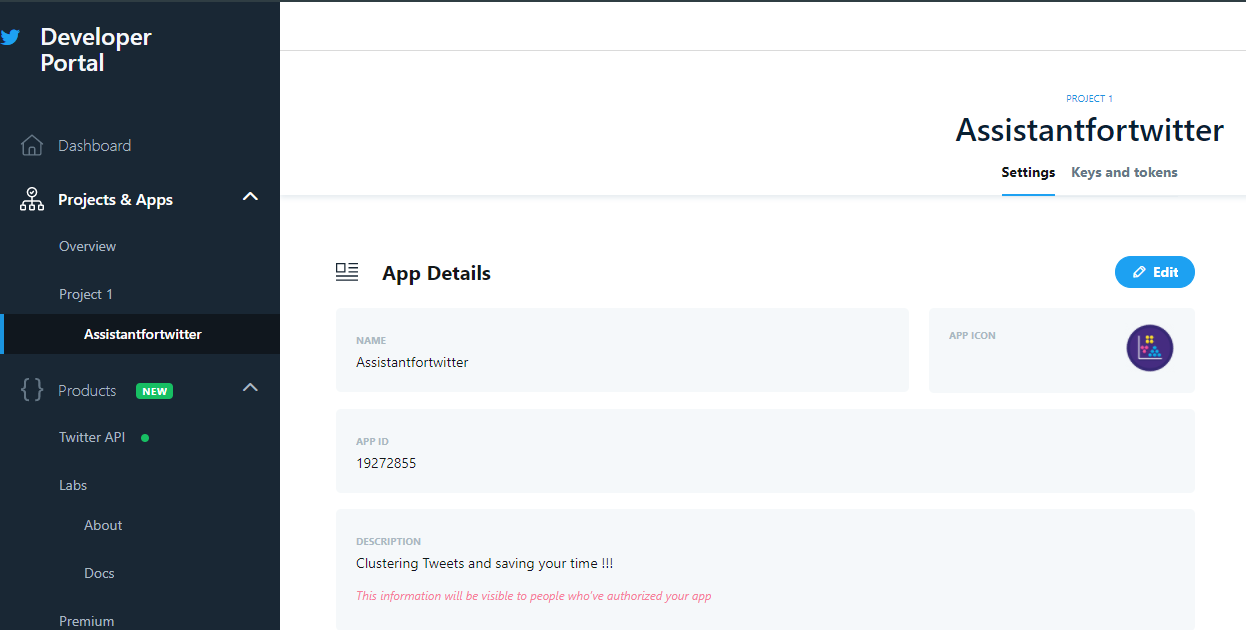 Developer
Portal
Dashboard
Projects & Apps
Overview
Project 1
Assistantfortwitter
Products NEW
Twitter API
Labs
About
Docs
Premium
PROJECT 1
Assistantfortwitter
Settings Keys and tokens
App Details
Edit
NAME
Assistantfortwitter
APP ICON
APP ID
19272855
DESCRIPTION
Clustering Tweets and saving your time !!!
This information will be visible to people who've authorized your app